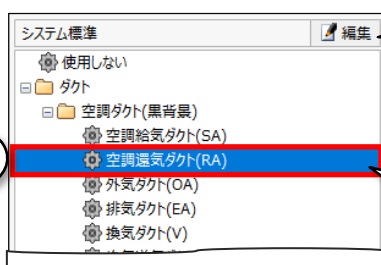 システム標準
編集
使用しない
ダクト
空調ダクト(黒背景)
空調給気ダクト(SA)
空調還気ダクト(RA)
外気ダクト(OA)
排気ダクト(EA)
換気ダクト(V)